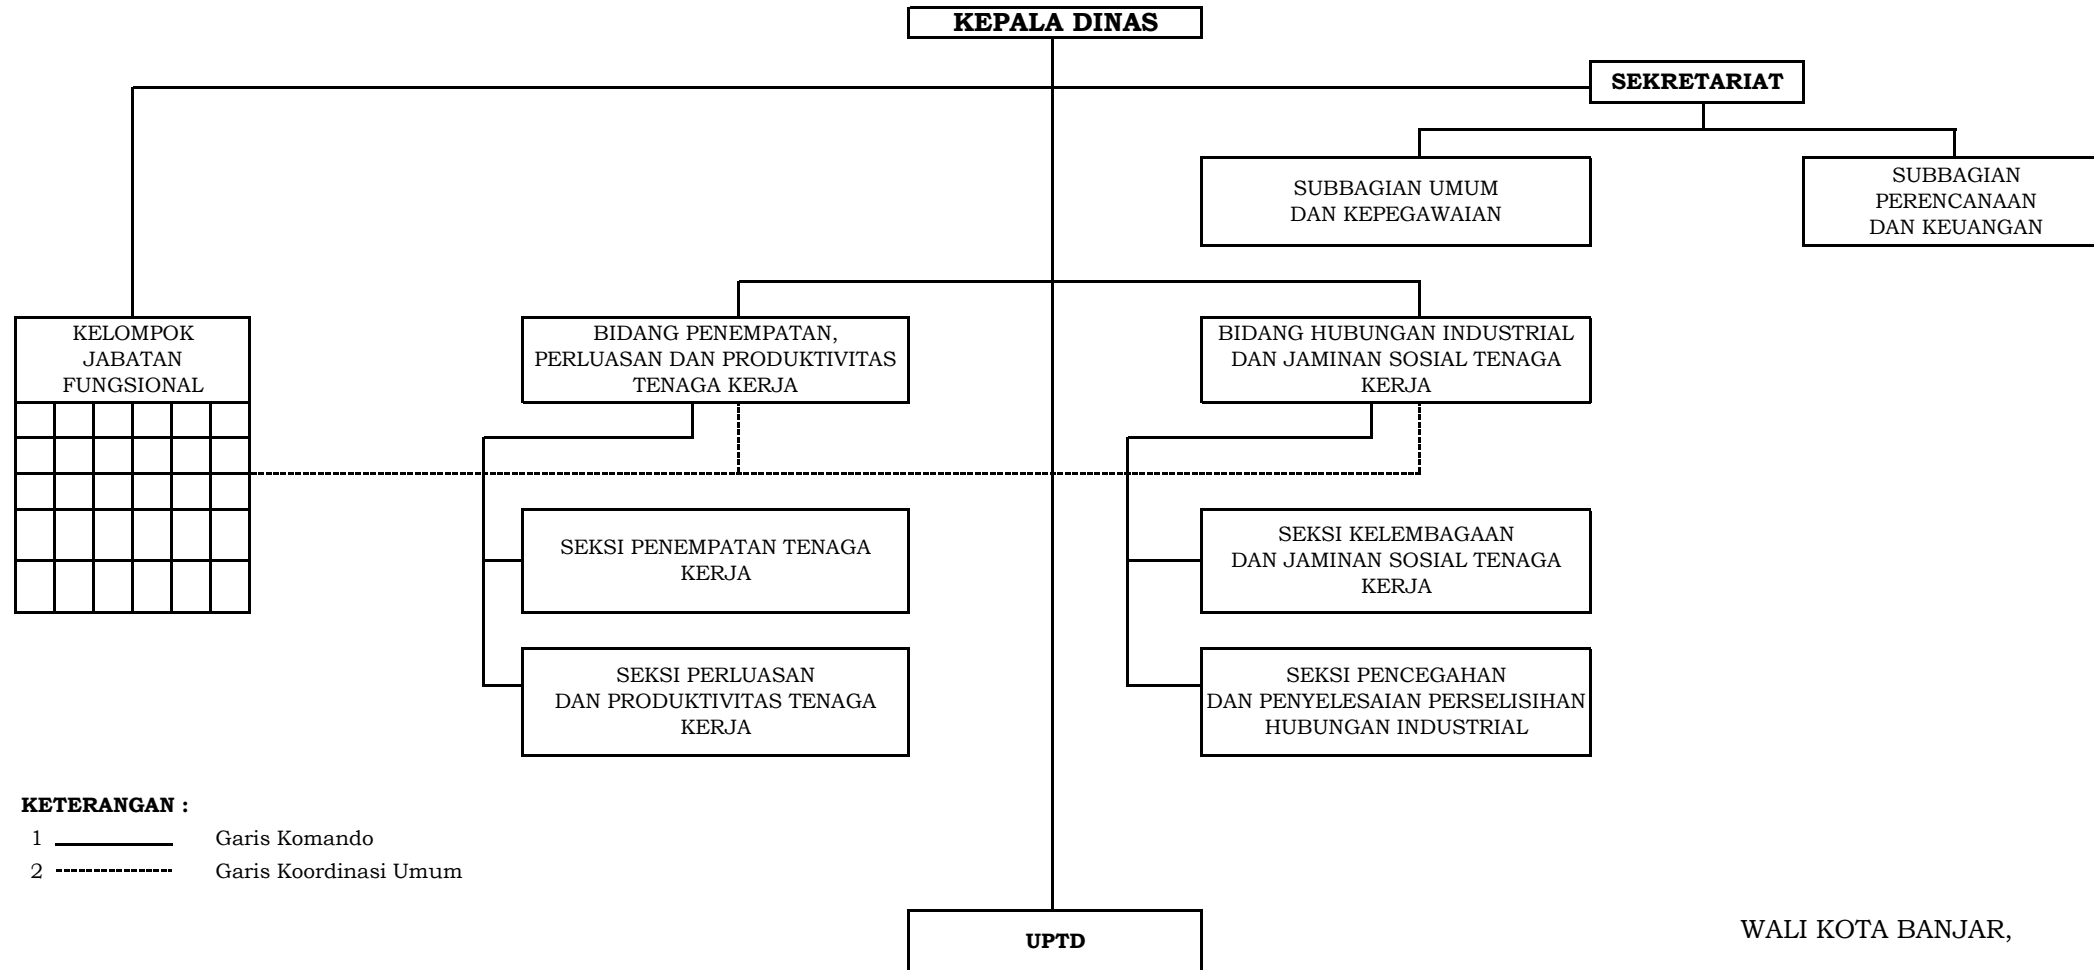 KEPALA DINAS
SEKRETARIAT
SUBBAGIAN UMUM
DAN KEPEGAWAIAN
SUBBAGIAN
PERENCANAAN
DAN KEUANGAN
KELOMPOK
JABATAN
FUNGSIONAL
BIDANG PENEMPATAN,
PERLUASAN DAN PRODUKTIVITAS
TENAGA KERJA
BIDANG HUBUNGAN INDUSTRIAL
DAN JAMINAN SOSIAL TENAGA
KERJA
SEKSI PENEMPATAN TENAGA
KERJA
SEKSI KELEMBAGAAN
DAN JAMINAN SOSIAL TENAGA
KERJA
SEKSI PERLUASAN
DAN PRODUKTIVITAS TENAGA
KERJA
SEKSI PENCEGAHAN
DAN PENYELESAIAN PERSELISIHAN
HUBUNGAN INDUSTRIAL
KETERANGAN :
1 Garis Komando
2 Garis Koordinasi Umum
UPTD
WALI KOTA BANJAR,